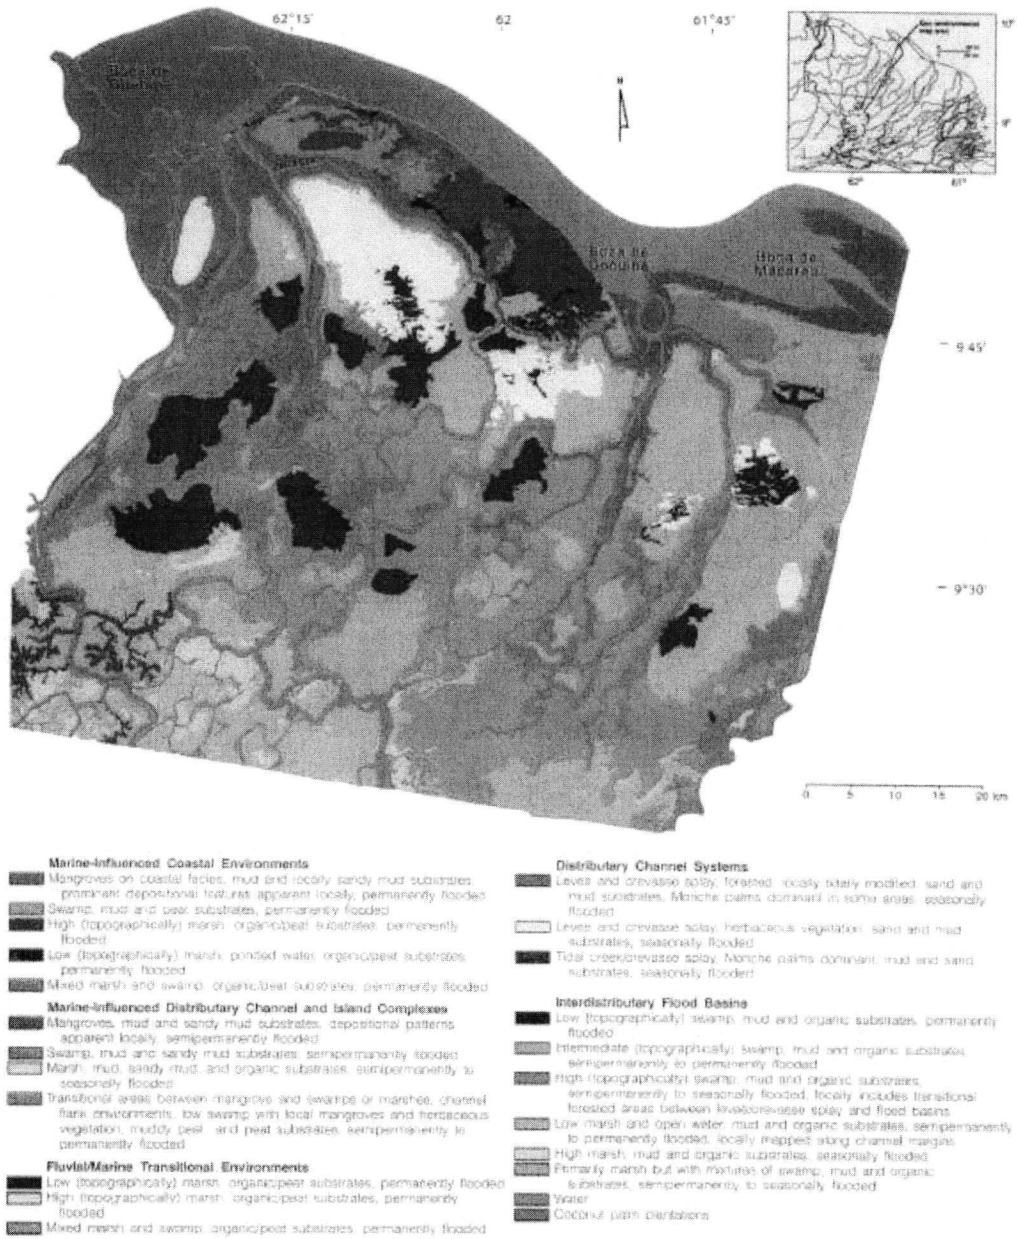 62°15'
62
61°45'
10°
9°
62°
61°
Boca de
Guanipa
Boca de
Macareo
9 45'
9°30'
0 5 10 15 20 km
Marine-Influenced Coastal Environments
Mangroves on coastal facies, mud and locally sandy mud substrates,
prominent depositional features apparent locally, permanently flooded
Swamp, mud and peat substrates, permanently flooded
High (topographically) marsh, organic/peat substrates, permanently
flooded
Low (topographically) marsh, ponded water, organic/peat substrates,
permanently flooded
Mixed marsh and swamp, organic/peat substrates, permanently flooded
Marine-Influenced Distributary Channel and Island Complexes
Mangroves, mud and sandy mud substrates, depositional patterns
apparent locally, semipermanently flooded
Swamp, mud and sandy mud substrates, semipermanently flooded
Marsh, mud, sandy mud, and organic substrates, semipermanently to
seasonally flooded
Transitional areas between mangrove and swamps or marshes, channel
flank environments, low swamp with local mangroves and herbaceous
vegetation, muddy peat and peat substrates, semipermanently to
permanently flooded
Fluvial/Marine Transitional Environments
Low (topographically) marsh, organic/peat substrates, permanently flooded
High (topographically) marsh, organic/peat substrates, permanently
flooded
Mixed marsh and swamp, organic/peat substrates, permanently flooded
Distributary Channel Systems
Levee and crevasse splay, forested, locally tidally modified, sand and
mud substrates, Moriche palms dominant in some areas, seasonally
flooded
Levee and crevasse splay, herbaceous vegetation, sand and mud
substrates, seasonally flooded
Tidal creek/crevasse splay, Moriche palms dominant, mud and sand
substrates, seasonally flooded
Interdistributary Flood Basins
Low (topographically) swamp, mud and organic substrates, permanently
flooded
Intermediate (topographically) swamp, mud and organic substrates,
semipermanently to permanently flooded
High (topographically) swamp, mud and organic substrates,
semipermanently to seasonally flooded, locally includes transitional
forested areas between levee/crevasse splay and flood basins
Low marsh and open water, mud and organic substrates, semipermanently
to permanently flooded, locally mapped along channel margins
High marsh, mud and organic substrates, seasonally flooded
Primarily marsh but with mixtures of swamp, mud and organic
substrates, semipermanently to seasonally flooded
Water
Coconut palm plantations